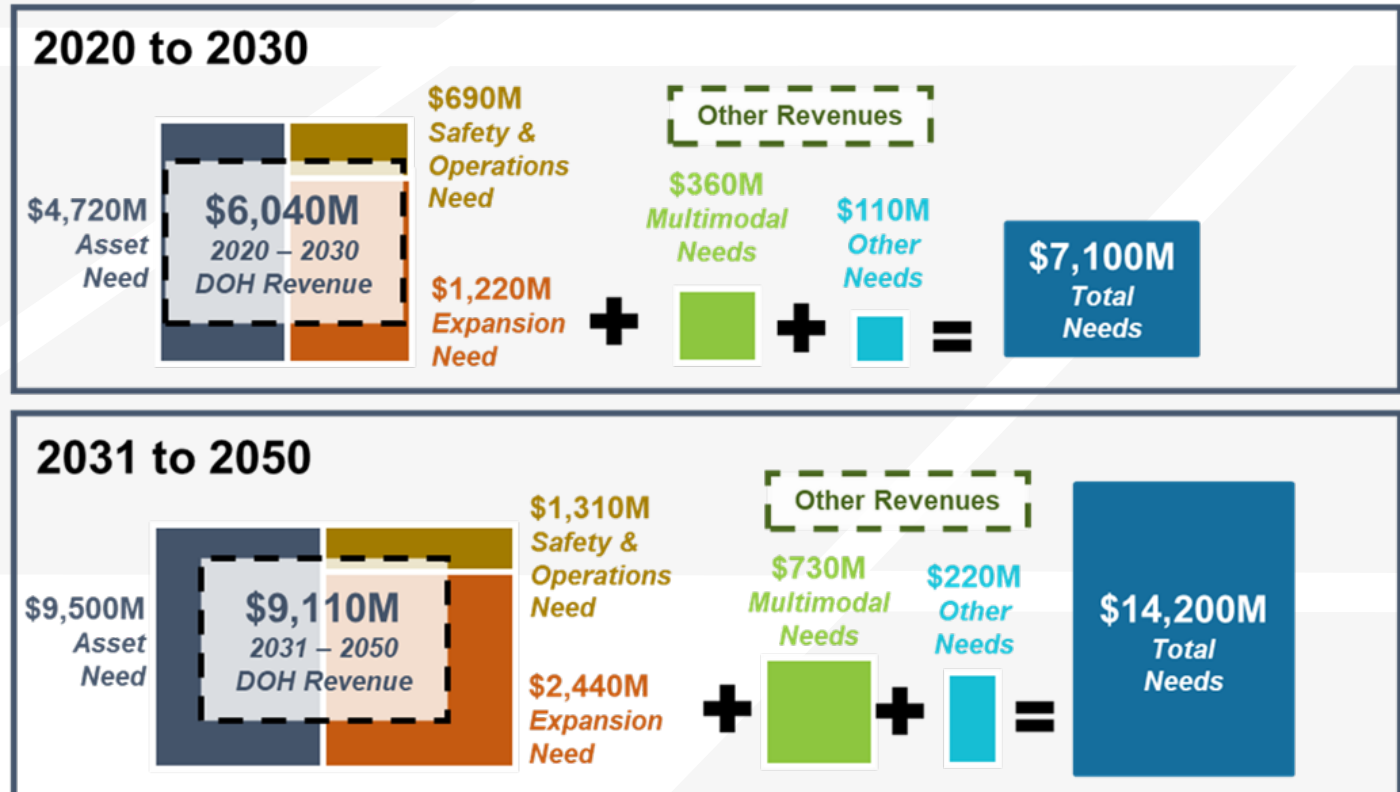 2020 to 2030
$690M
Safety &
Operations
Need
Other Revenues
$4,720M
Asset
Need
$6,040M
2020 – 2030
DOH Revenue
$1,220M
Expansion
Need
+
$360M
Multimodal
Needs
+
$110M
Other
Needs
=
$7,100M
Total
Needs
2031 to 2050
$1,310M
Safety &
Operations
Need
Other Revenues
$9,500M
Asset
Need
$9,110M
2031 – 2050
DOH Revenue
$2,440M
Expansion
Need
+
$730M
Multimodal
Needs
+
$220M
Other
Needs
=
$14,200M
Total
Needs